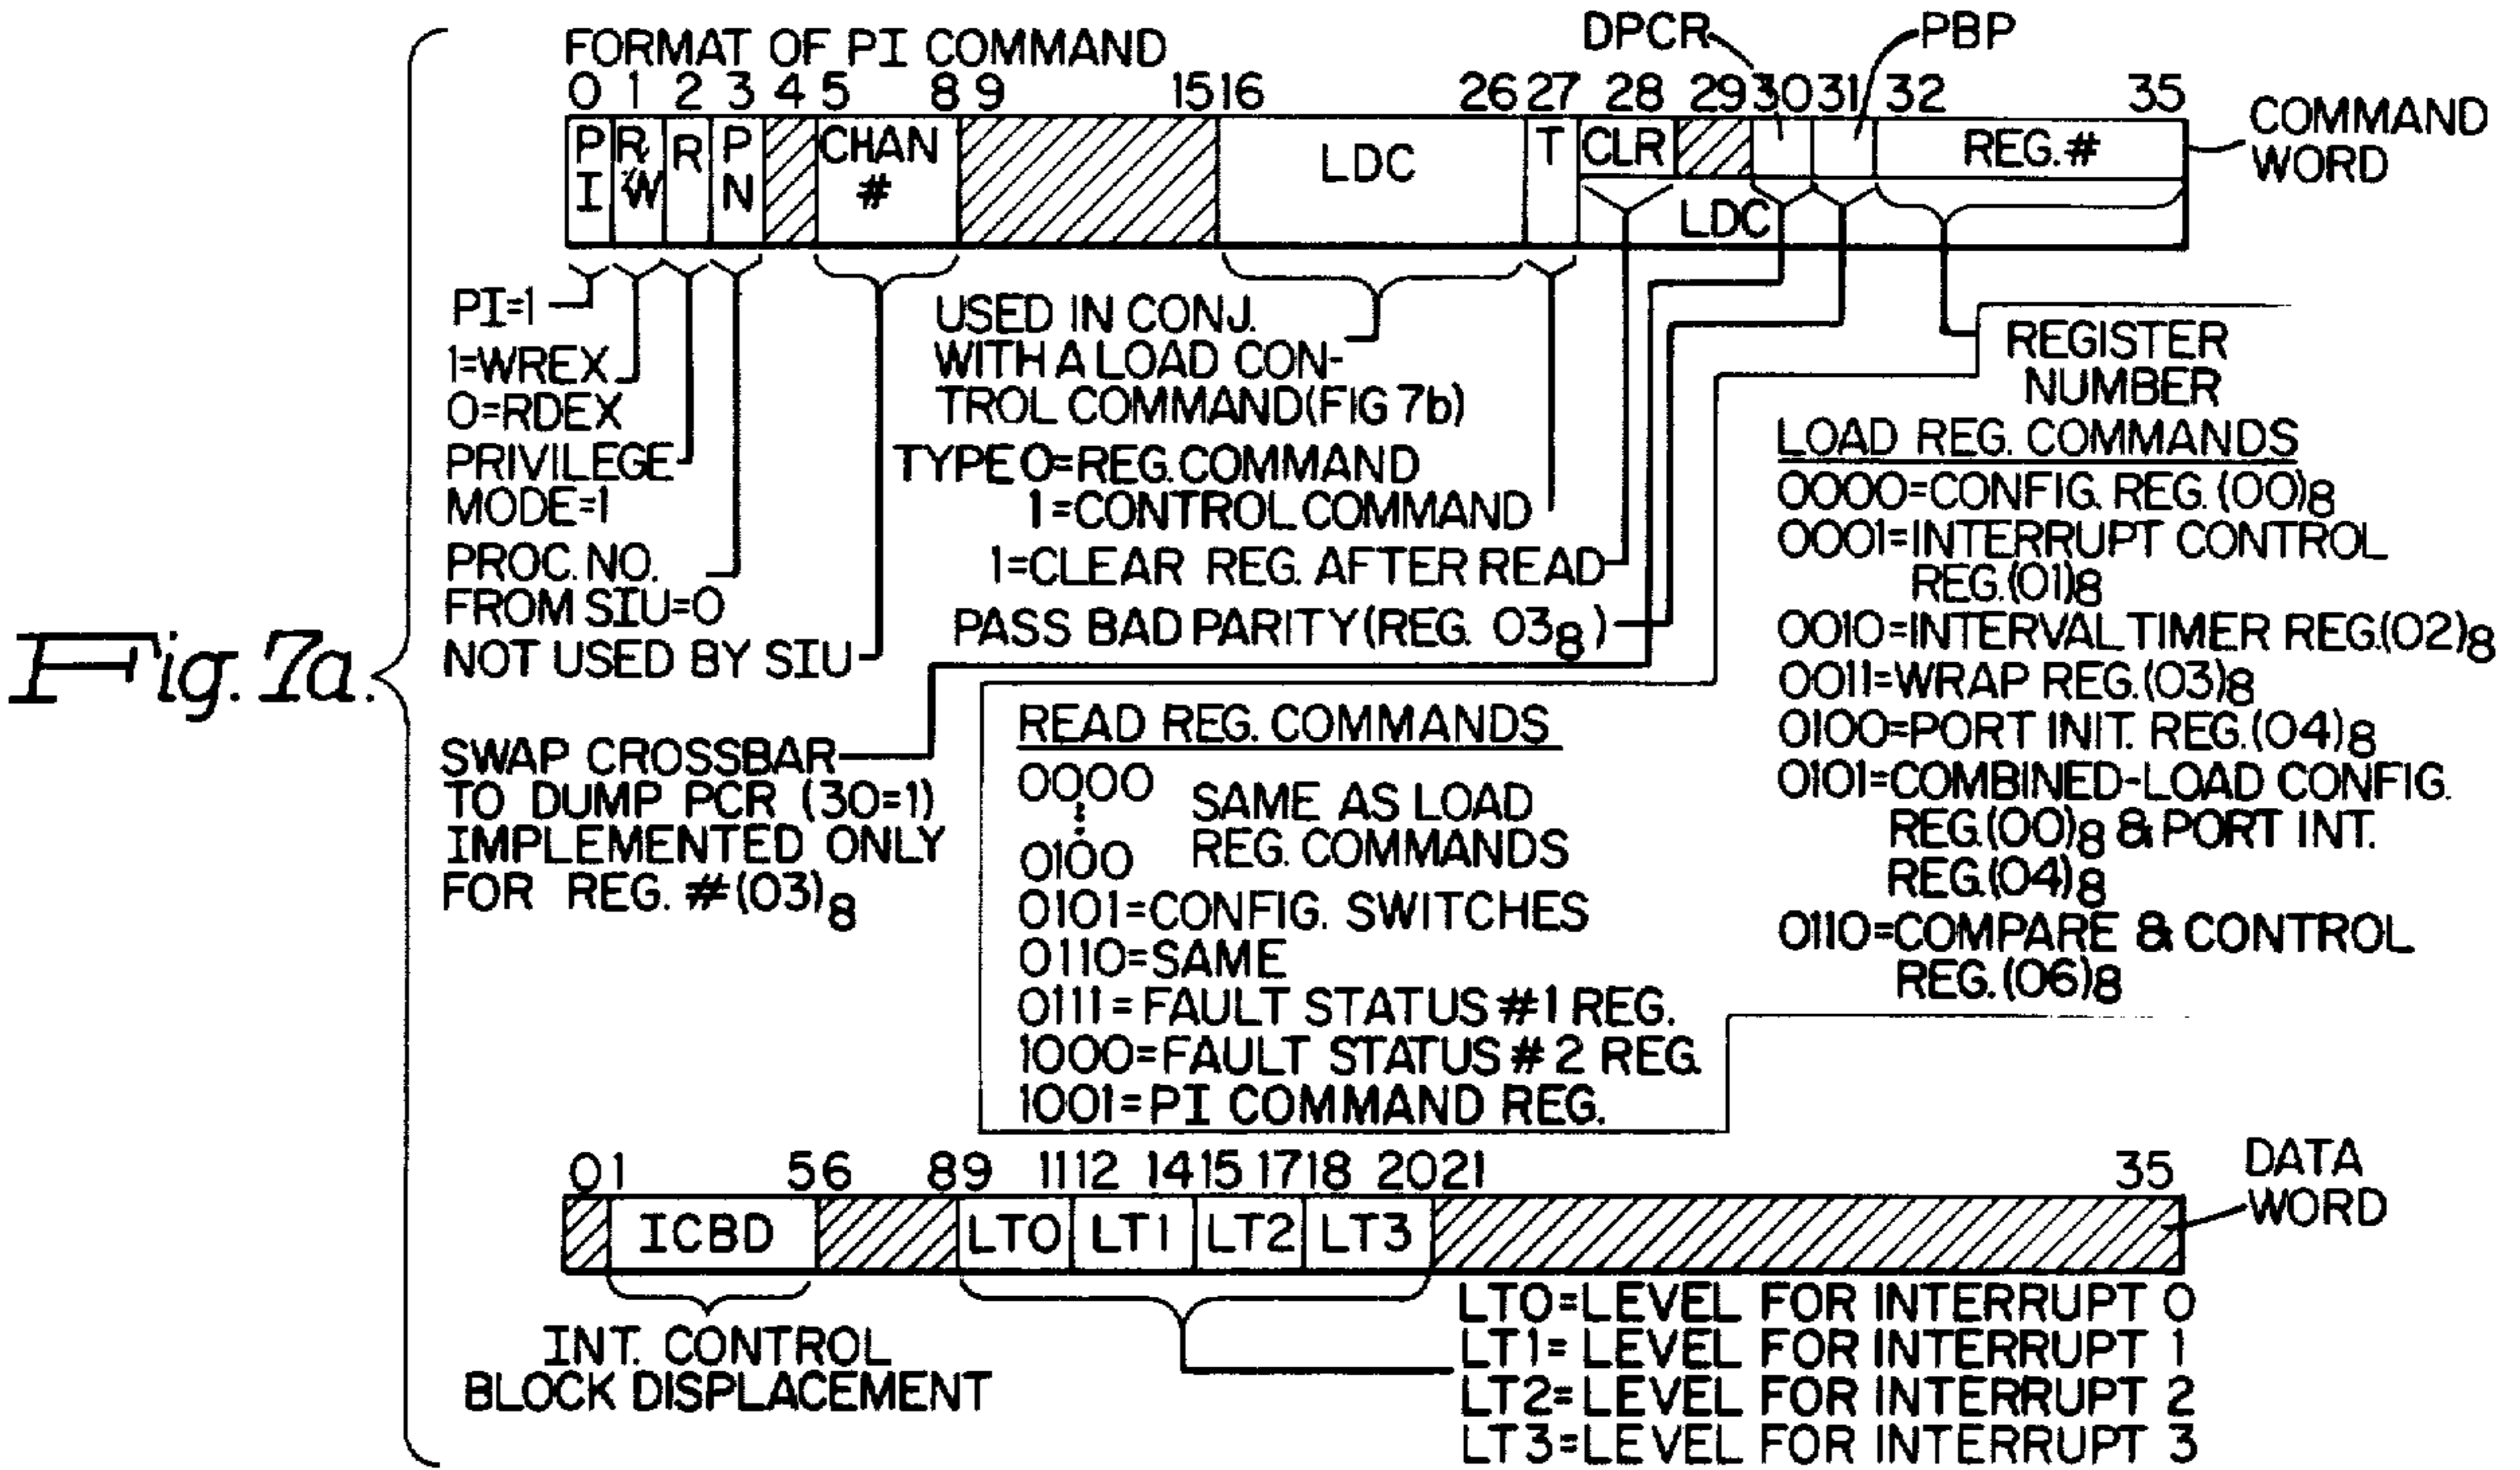 DPCR PBP
FORMAT OF PI COMMAND
0 1 2 3 4 5 8 9 15 16 26 27 28 29 30 31 32 35
PI R/W R PN CHAN # LDC T CLR REG.#
LDC
COMMAND
WORD
PI=1
1=WREX
0=RDEX
PRIVILEGE
MODE=1
PROC. NO.
FROM SIU=0
NOT USED BY SIU
USED IN CONJ.
WITH A LOAD CON-
TROL COMMAND(FIG 7b)
TYPE 0=REG. COMMAND
1=CONTROL COMMAND
1=CLEAR REG. AFTER READ
PASS BAD PARITY(REG. 03₈)
SWAP CROSSBAR
TO DUMP PCR (30=1)
IMPLEMENTED ONLY
FOR REG. #(03)₈
REGISTER
NUMBER
LOAD REG. COMMANDS
0000=CONFIG. REG. (00)₈
0001=INTERRUPT CONTROL
REG.(01)₈
0010=INTERVAL TIMER REG.(02)₈
0011=WRAP REG.(03)₈
0100=PORT INIT. REG.(04)₈
0101=COMBINED-LOAD CONFIG.
REG.(00)₈ & PORT INT.
REG.(04)₈
0110=COMPARE & CONTROL
REG.(06)₈
READ REG. COMMANDS
0000
⋮
0100
SAME AS LOAD
REG. COMMANDS
0101=CONFIG. SWITCHES
0110=SAME
0111=FAULT STATUS #1 REG.
1000=FAULT STATUS #2 REG.
1001=PI COMMAND REG.
Fig. 7a.
0 1 5 6 8 9 11 12 14 15 17 18 20 21 35
ICBD LT0 LT1 LT2 LT3
DATA
WORD
INT. CONTROL
BLOCK DISPLACEMENT
LT0=LEVEL FOR INTERRUPT 0
LT1=LEVEL FOR INTERRUPT 1
LT2=LEVEL FOR INTERRUPT 2
LT3=LEVEL FOR INTERRUPT 3